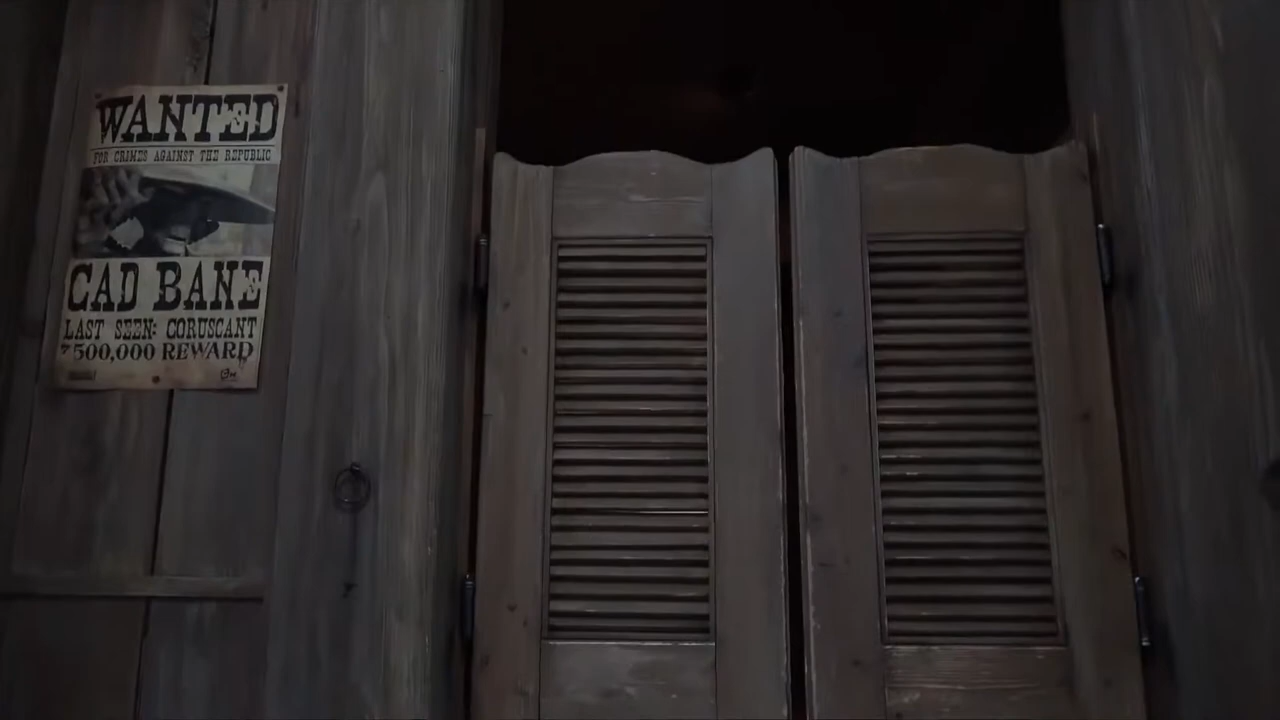 WANTED
FOR CRIMES AGAINST THE REPUBLIC
CAD BANE
LAST SEEN: CORUSCANT
500,000 REWARD